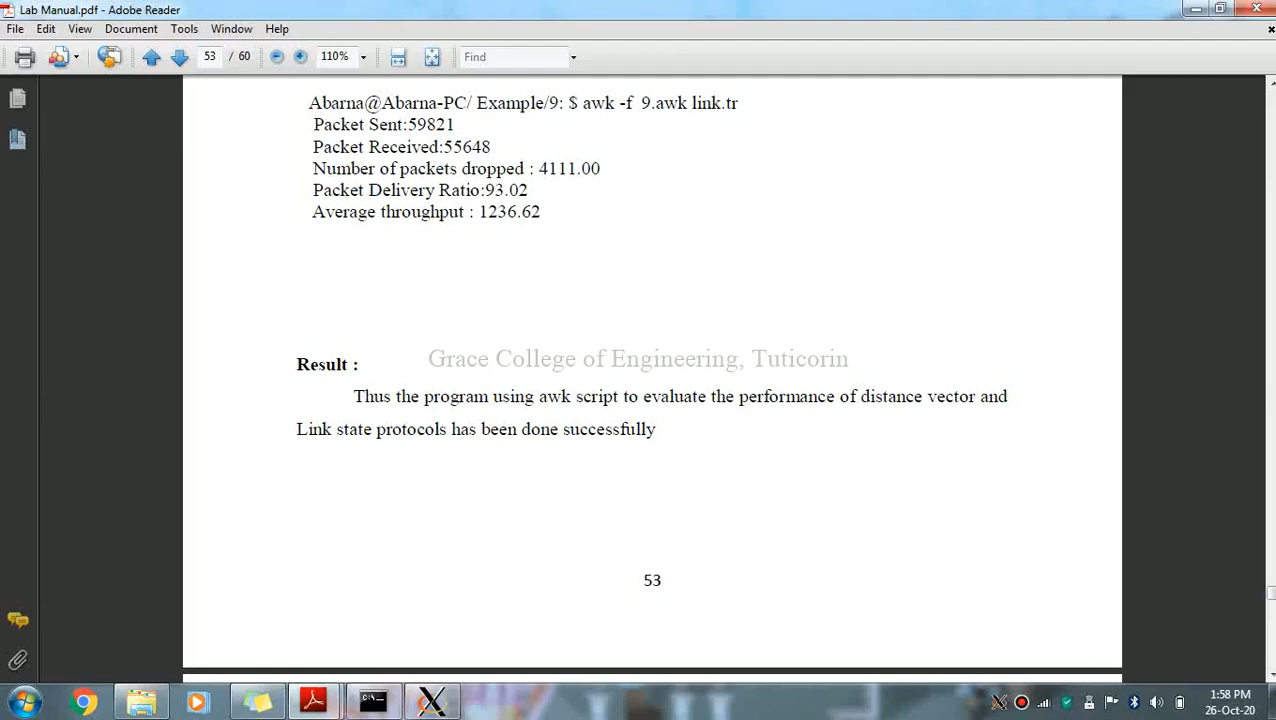 Lab Manual.pdf - Adobe Reader
File Edit View Document Tools Window Help
53 / 60 110% Find
Abarna@Abarna-PC/ Example/9: $ awk -f 9.awk link.tr
Packet Sent:59821
Packet Received:55648
Number of packets dropped : 4111.00
Packet Delivery Ratio:93.02
Average throughput : 1236.62
Result :
Grace College of Engineering, Tuticorin
Thus the program using awk script to evaluate the performance of distance vector and
Link state protocols has been done successfully
53
1:58 PM
26-Oct-20